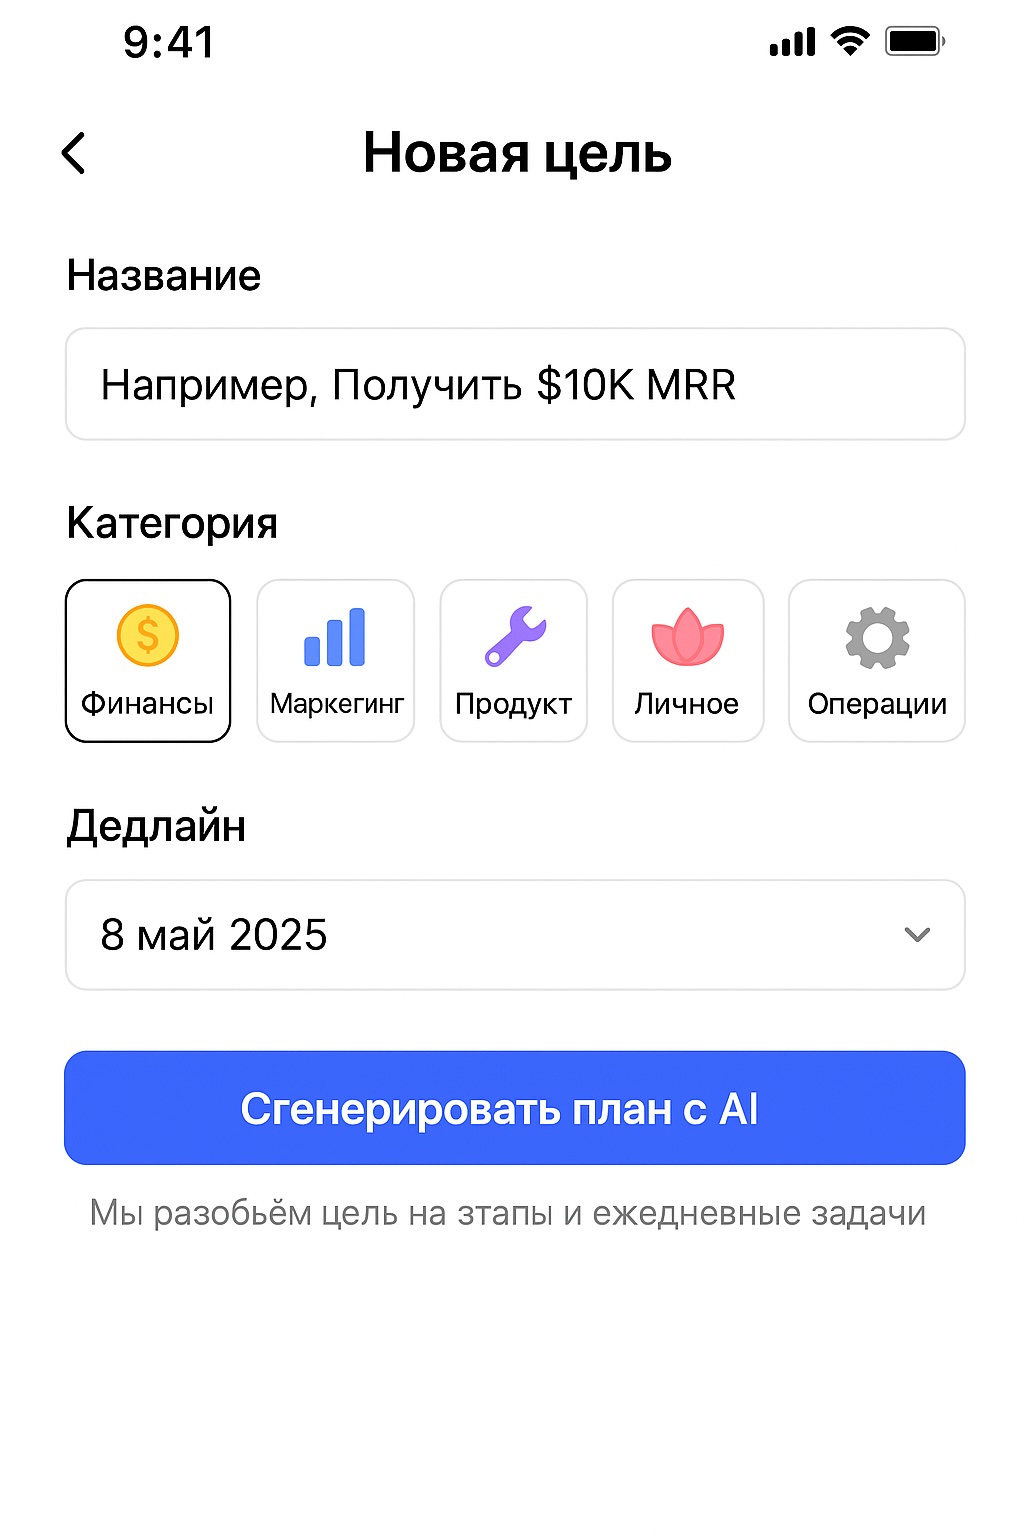 9:41
Новая цель
Название
Например, Получить $10K MRR
Категория
$
Финансы
Маркегинг
Продукт
Личное
Операции
Дедлайн
8 май 2025
Сгенерировать план с AI
Мы разобьём цель на зтапы и ежедневные задачи